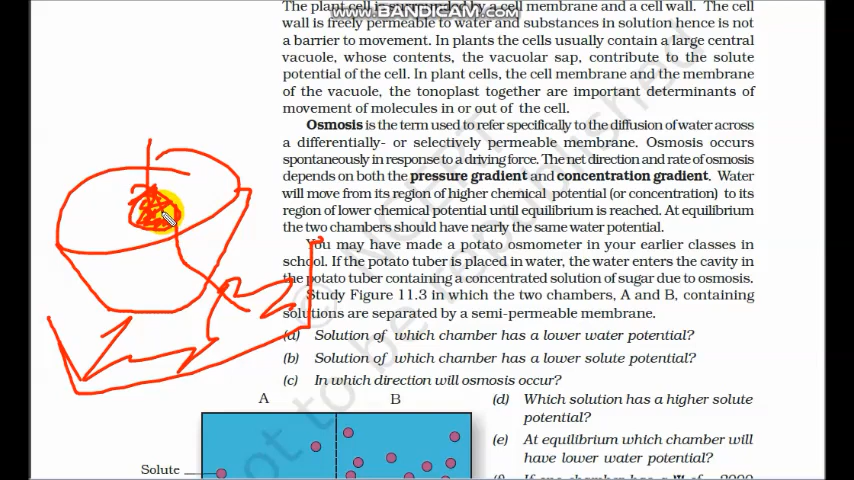 The plant cell is surrounded by a cell membrane and a cell wall. The cell
www.BANDICAM.com
wall is freely permeable to water and substances in solution hence is not
a barrier to movement. In plants the cells usually contain a large central
vacuole, whose contents, the vacuolar sap, contribute to the solute
potential of the cell. In plant cells, the cell membrane and the membrane
of the vacuole, the tonoplast together are important determinants of
movement of molecules in or out of the cell.
Osmosis is the term used to refer specifically to the diffusion of water across
a differentially- or selectively permeable membrane. Osmosis occurs
spontaneously in response to a driving force. The net direction and rate of osmosis
depends on both the pressure gradient and concentration gradient. Water
will move from its region of higher chemical potential (or concentration) to its
region of lower chemical potential until equilibrium is reached. At equilibrium
the two chambers should have nearly the same water potential.
You may have made a potato osmometer in your earlier classes in
school. If the potato tuber is placed in water, the water enters the cavity in
the potato tuber containing a concentrated solution of sugar due to osmosis.
Study Figure 11.3 in which the two chambers, A and B, containing
solutions are separated by a semi-permeable membrane.
(a) Solution of which chamber has a lower water potential?
(b) Solution of which chamber has a lower solute potential?
(c) In which direction will osmosis occur?
(d) Which solution has a higher solute
potential?
(e) At equilibrium which chamber will
have lower water potential?
(f) If one chamber has a Ψ of – 2000
A B
Solute
© NCERT
not to be republished